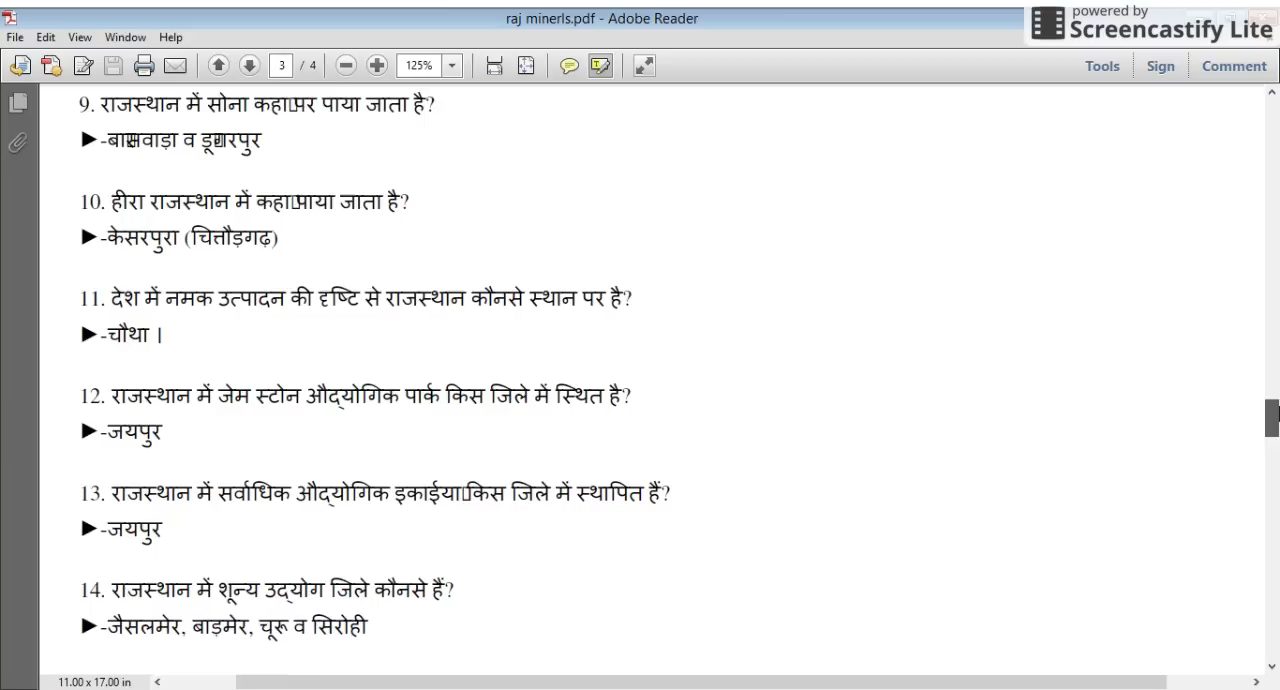 raj minerls.pdf - Adobe Reader
powered by
Screencastify Lite
File Edit View Window Help
3 / 4 125% Tools Sign Comment
9. राजस्थान में सोना कहा पर पाया जाता है?
►-बासवाड़ा व डूगरपुर
10. हीरा राजस्थान में कहा पाया जाता है?
►-केसरपुरा (चित्तौड़गढ़)
11. देश में नमक उत्पादन की दृष्टि से राजस्थान कौनसे स्थान पर है?
►-चौथा ।
12. राजस्थान में जेम स्टोन औद्योगिक पार्क किस जिले में स्थित है?
►-जयपुर
13. राजस्थान में सर्वाधिक औद्योगिक इकाईया किस जिले में स्थापित हैं?
►-जयपुर
14. राजस्थान में शून्य उद्योग जिले कौनसे हैं?
►-जैसलमेर, बाड़मेर, चूरू व सिरोही
11.00 x 17.00 in